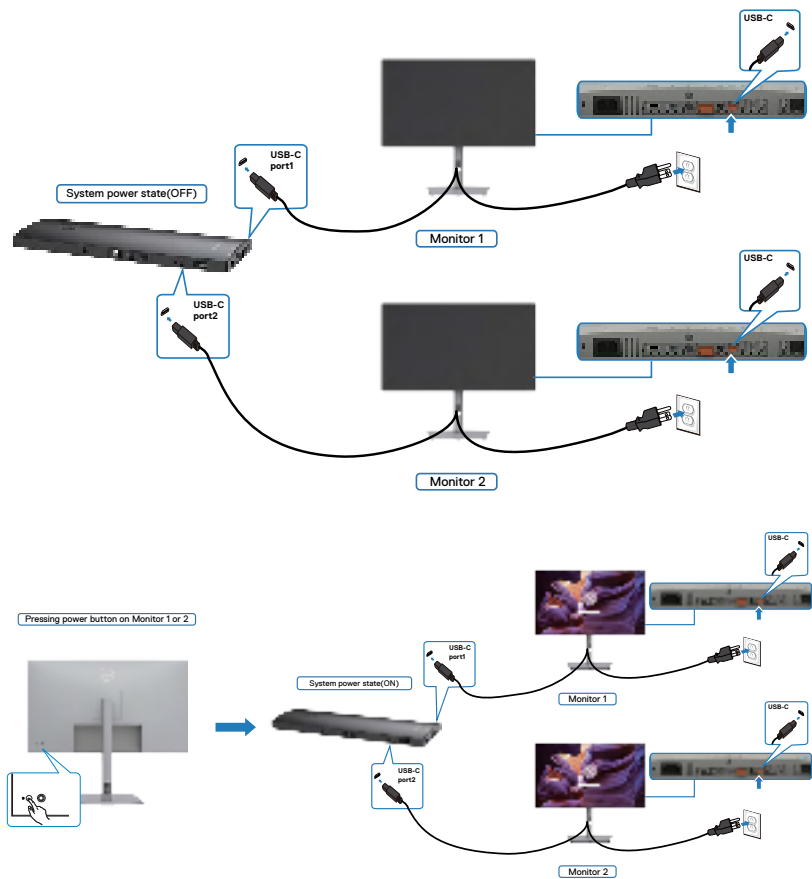 USB-C
USB-C
port1
System power state(OFF)
Monitor 1
USB-C
USB-C
port2
Monitor 2
USB-C
Pressing power button on Monitor 1 or 2
USB-C
port1
System power state(ON)
Monitor 1
USB-C
USB-C
port2
Monitor 2